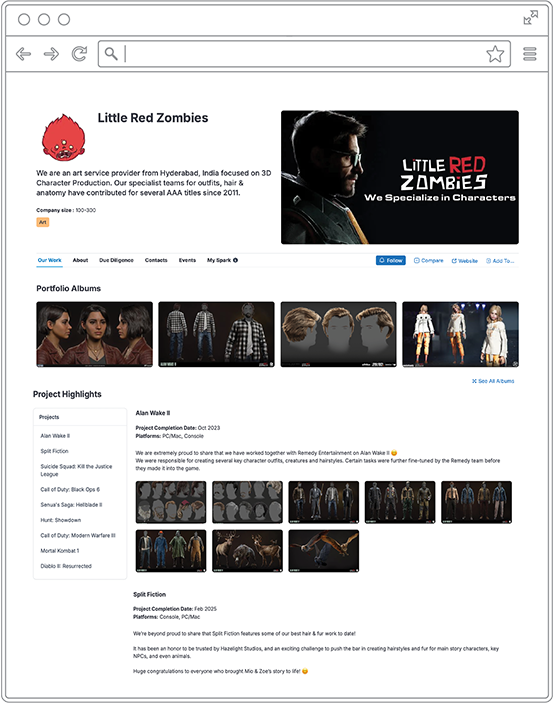 Little Red Zombies
We are an art service provider from Hyderabad, India focused on 3D
Character Production. Our specialist teams for outfits, hair &
anatomy have contributed for several AAA titles since 2011.
Company size : 100-300
Art
LITTLE RED
ZOMBIES
We Specialize in Characters
Our Work About Due Diligence Contacts Events My Spark Follow Compare Website Add To...
Portfolio Albums
See All Albums
Project Highlights
Projects
Alan Wake II
Split Fiction
Suicide Squad: Kill the Justice
League
Call of Duty: Black Ops 6
Senua's Saga: Hellblade II
Hunt: Showdown
Call of Duty: Modern Warfare III
Mortal Kombat 1
Diablo II: Resurrected
Alan Wake II
Project Completion Date: Oct 2023
Platforms: PC/Mac, Console
We are extremely proud to share that we have worked together with Remedy Entertainment on Alan Wake II 😊
We were responsible for creating several key character outfits, creatures and hairstyles. Certain tasks were further fine-tuned by the Remedy team before
they made it into the game.
Split Fiction
Project Completion Date: Feb 2025
Platforms: Console, PC/Mac
We're beyond proud to share that Split Fiction features some of our best hair & fur work to date!
It has been an honor to be trusted by Hazelight Studios, and an exciting challenge to push the bar in creating hairstyles and fur for main story characters, key
NPCs, and even animals.
Huge congratulations to everyone who brought Mio & Zoe's story to life! 😊